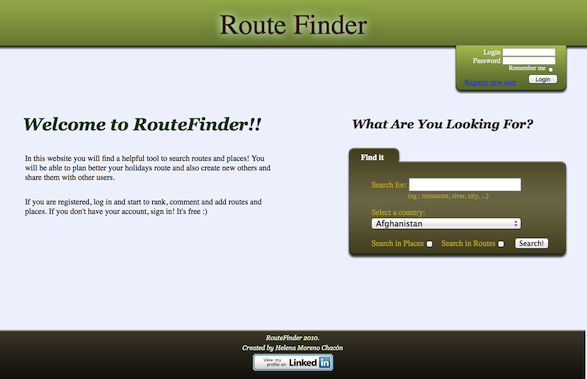 Route Finder
Login
Password
Remember me
Register new user
Login
Welcome to RouteFinder!!
What Are You Looking For?
In this website you will find a helpful tool to search routes and places! You
will be able to plan better your holidays route and also create new others and
share them with other users.
If you are registered, log in and start to rank, comment and add routes and
places. If you don't have your account, sign in! It's free :)
Find it
Search for:
(eg.: restaurant, river, city, ...)
Select a country:
Afghanistan
Search in Places
Search in Routes
Search!
RouteFinder 2010.
Created by Helena Moreno Chacón
View my
profile on
Linked in